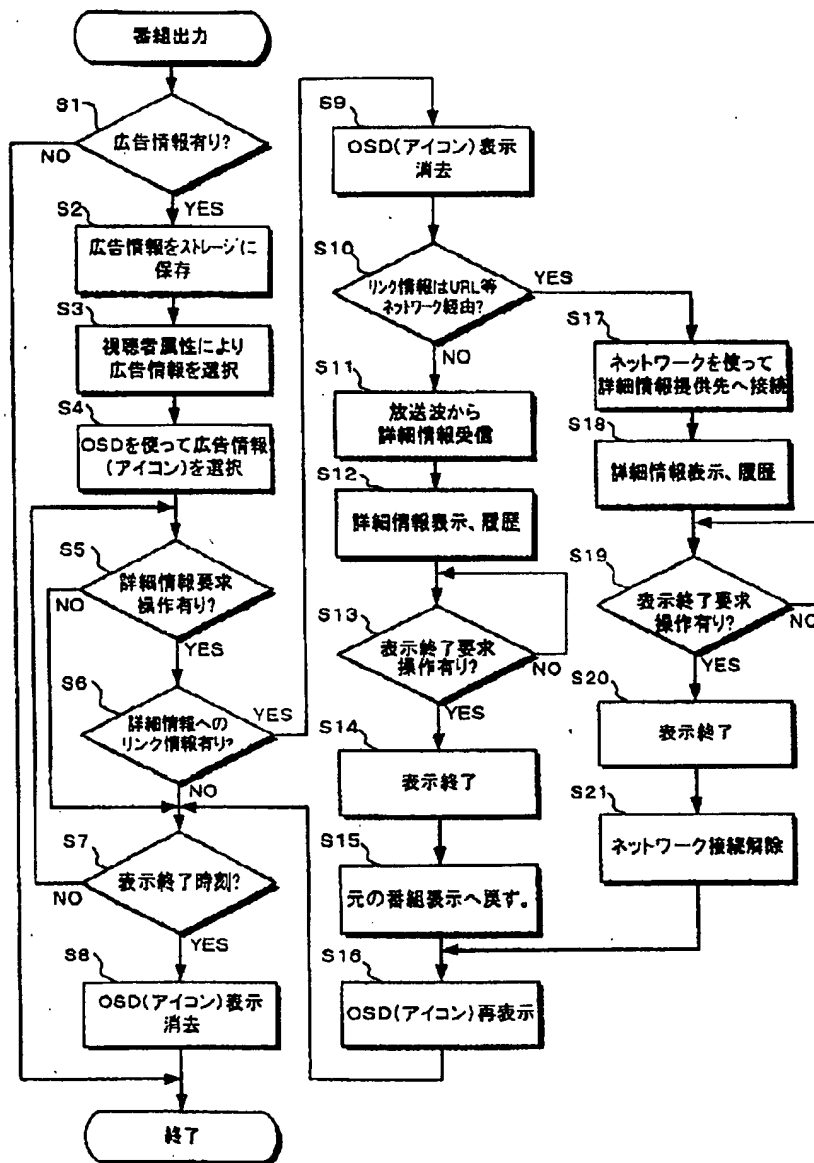 番組出力
S1
広告情報有り?
NO
YES
S2
広告情報をストレージに
保存
S3
視聴者属性により
広告情報を選択
S4
OSDを使って広告情報
(アイコン)を選択
S5
詳細情報要求
操作有り?
NO
YES
S6
詳細情報への
リンク情報有り?
YES
NO
S7
表示終了時刻?
NO
YES
S8
OSD(アイコン)表示
消去
終了
S9
OSD(アイコン)表示
消去
S10
リンク情報はURL等
ネットワーク経由?
YES
NO
S11
放送波から
詳細情報受信
S12
詳細情報表示、履歴
S13
表示終了要求
操作有り?
NO
YES
S14
表示終了
S15
元の番組表示へ戻す。
S16
OSD(アイコン)再表示
S17
ネットワークを使って
詳細情報提供先へ接続
S18
詳細情報表示、履歴
S19
表示終了要求
操作有り?
NO
YES
S20
表示終了
S21
ネットワーク接続解除